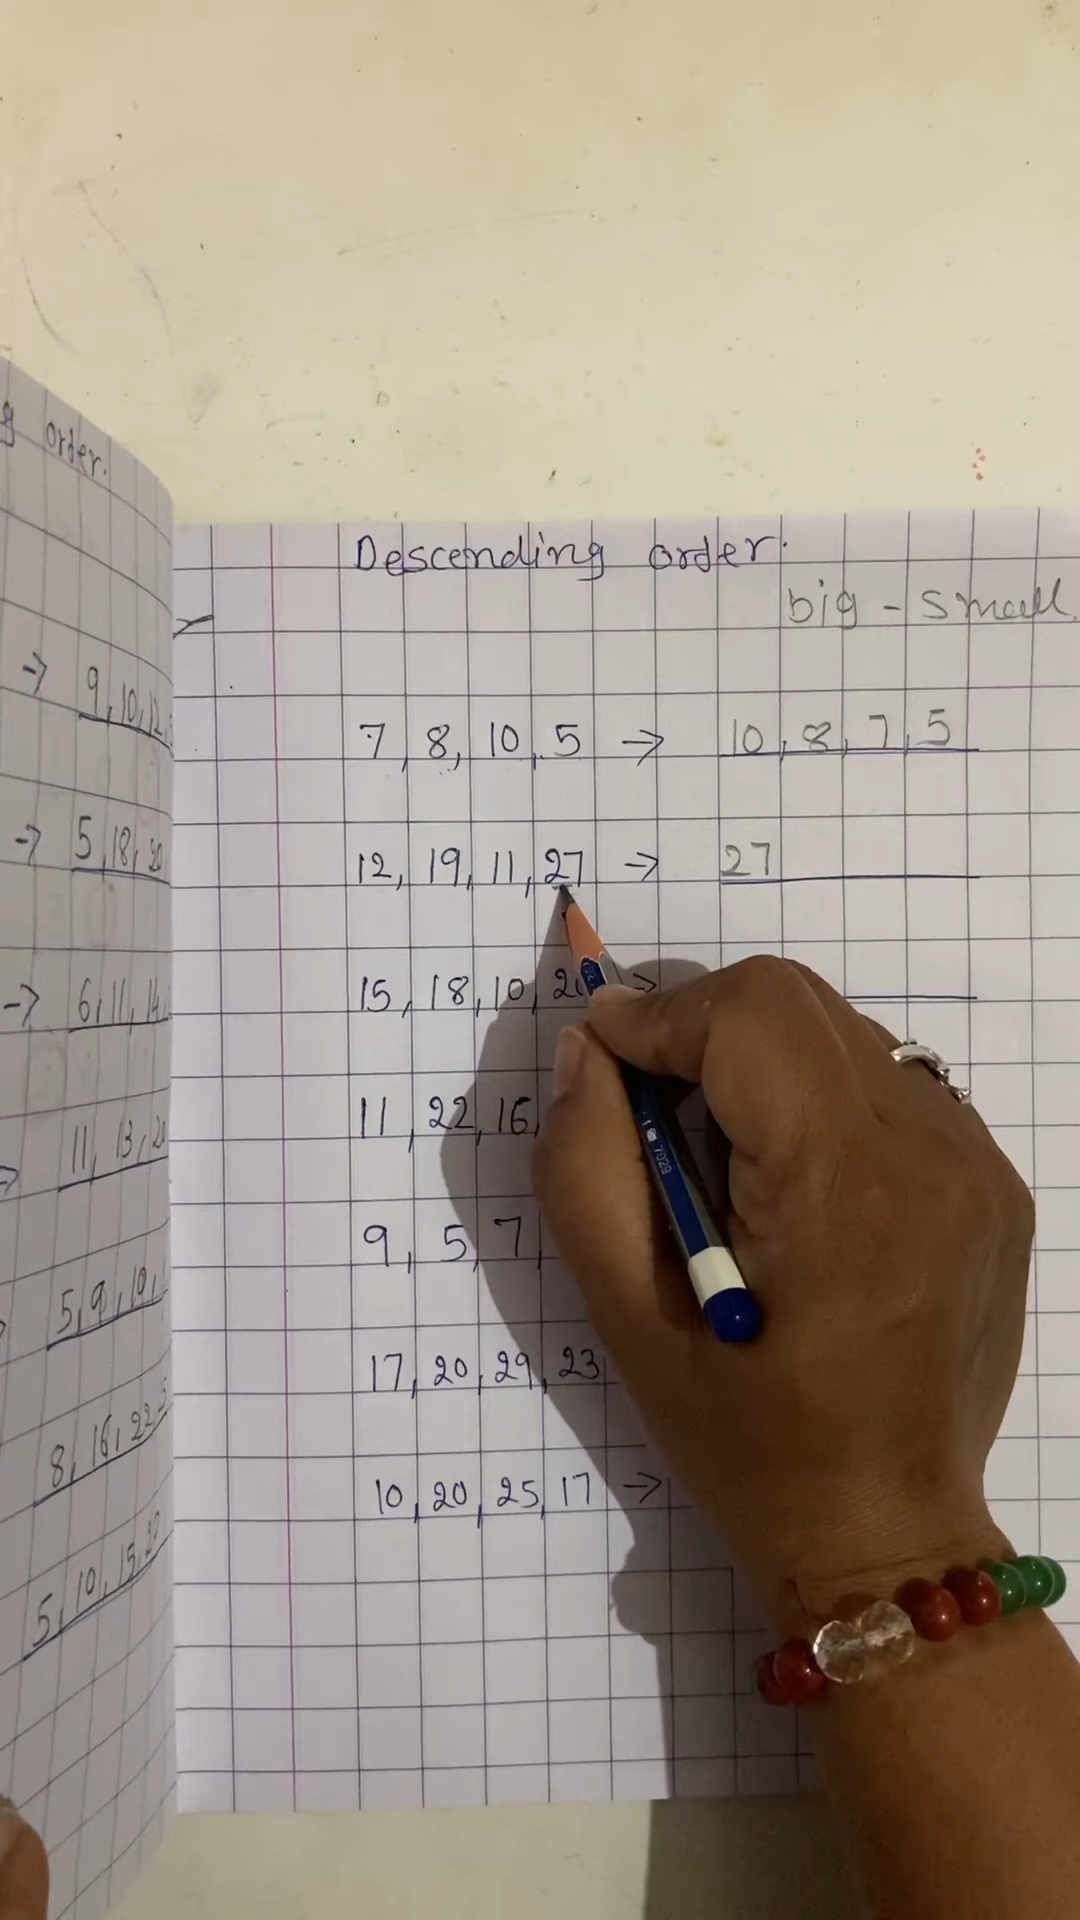 order.
→ 9, 10, 12,
→ 5, 18, 20
→ 6, 11, 14,
11, 13, 20
5, 9, 10,
8, 16, 22
5, 10, 15, 20
Descending order.
big - small
7, 8, 10, 5 → 10, 8, 7, 5
12, 19, 11, 27 → 27
15, 18, 10, →
11, 22, 16,
9, 5, 7,
17, 20, 29, 23
10, 20, 25, 17 →
7029